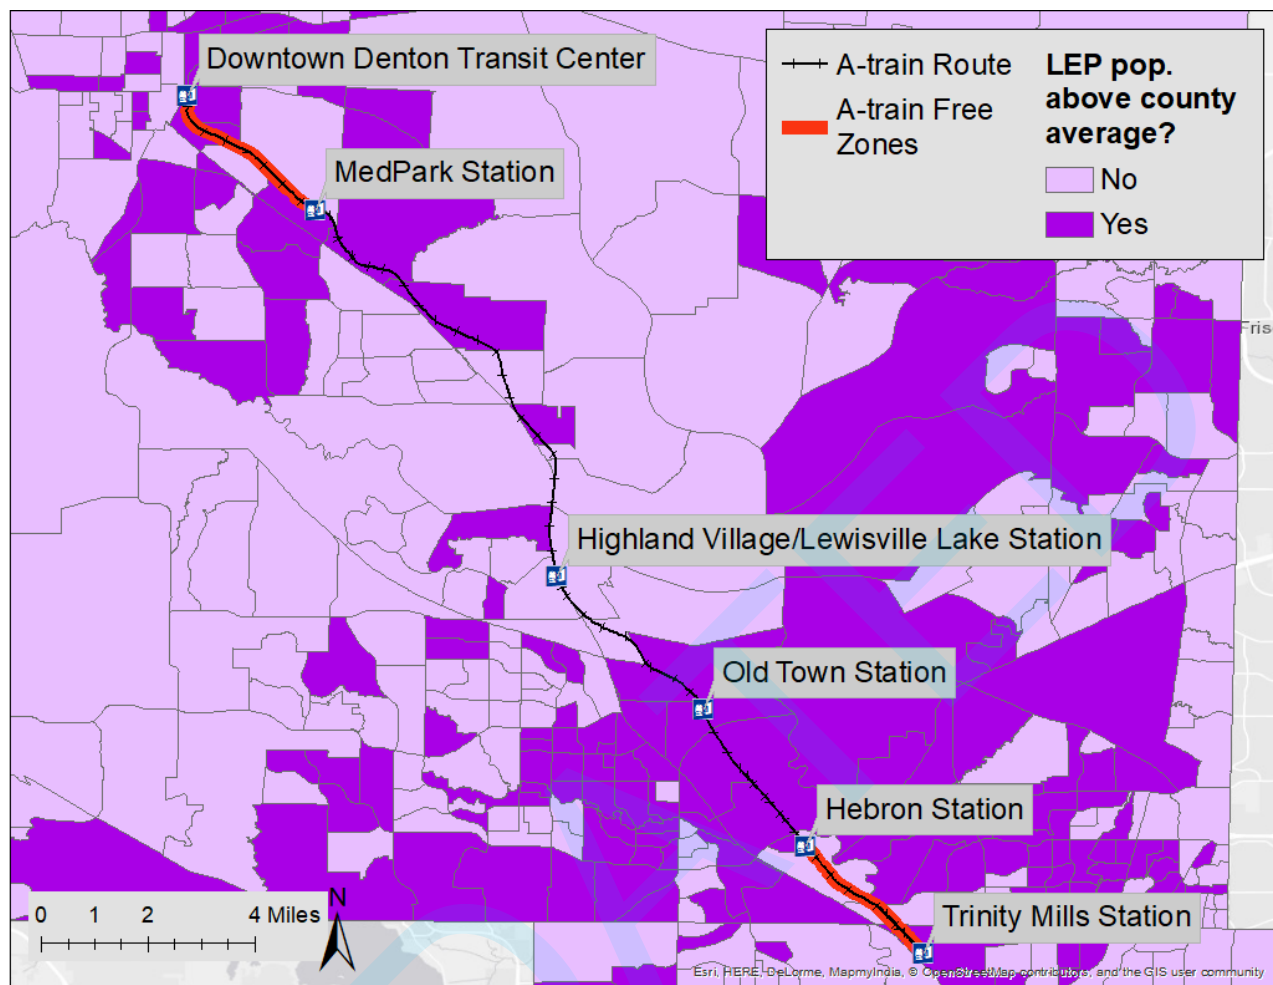 Downtown Denton Transit Center
MedPark Station
A-train Route
A-train Free
Zones
LEP pop.
above county
average?
No
Yes
Fris
Highland Village/Lewisville Lake Station
Old Town Station
Hebron Station
Trinity Mills Station
0 1 2 4 Miles
N
Esri, HERE, DeLorme, MapmyIndia, © OpenStreetMap contributors, and the GIS user community